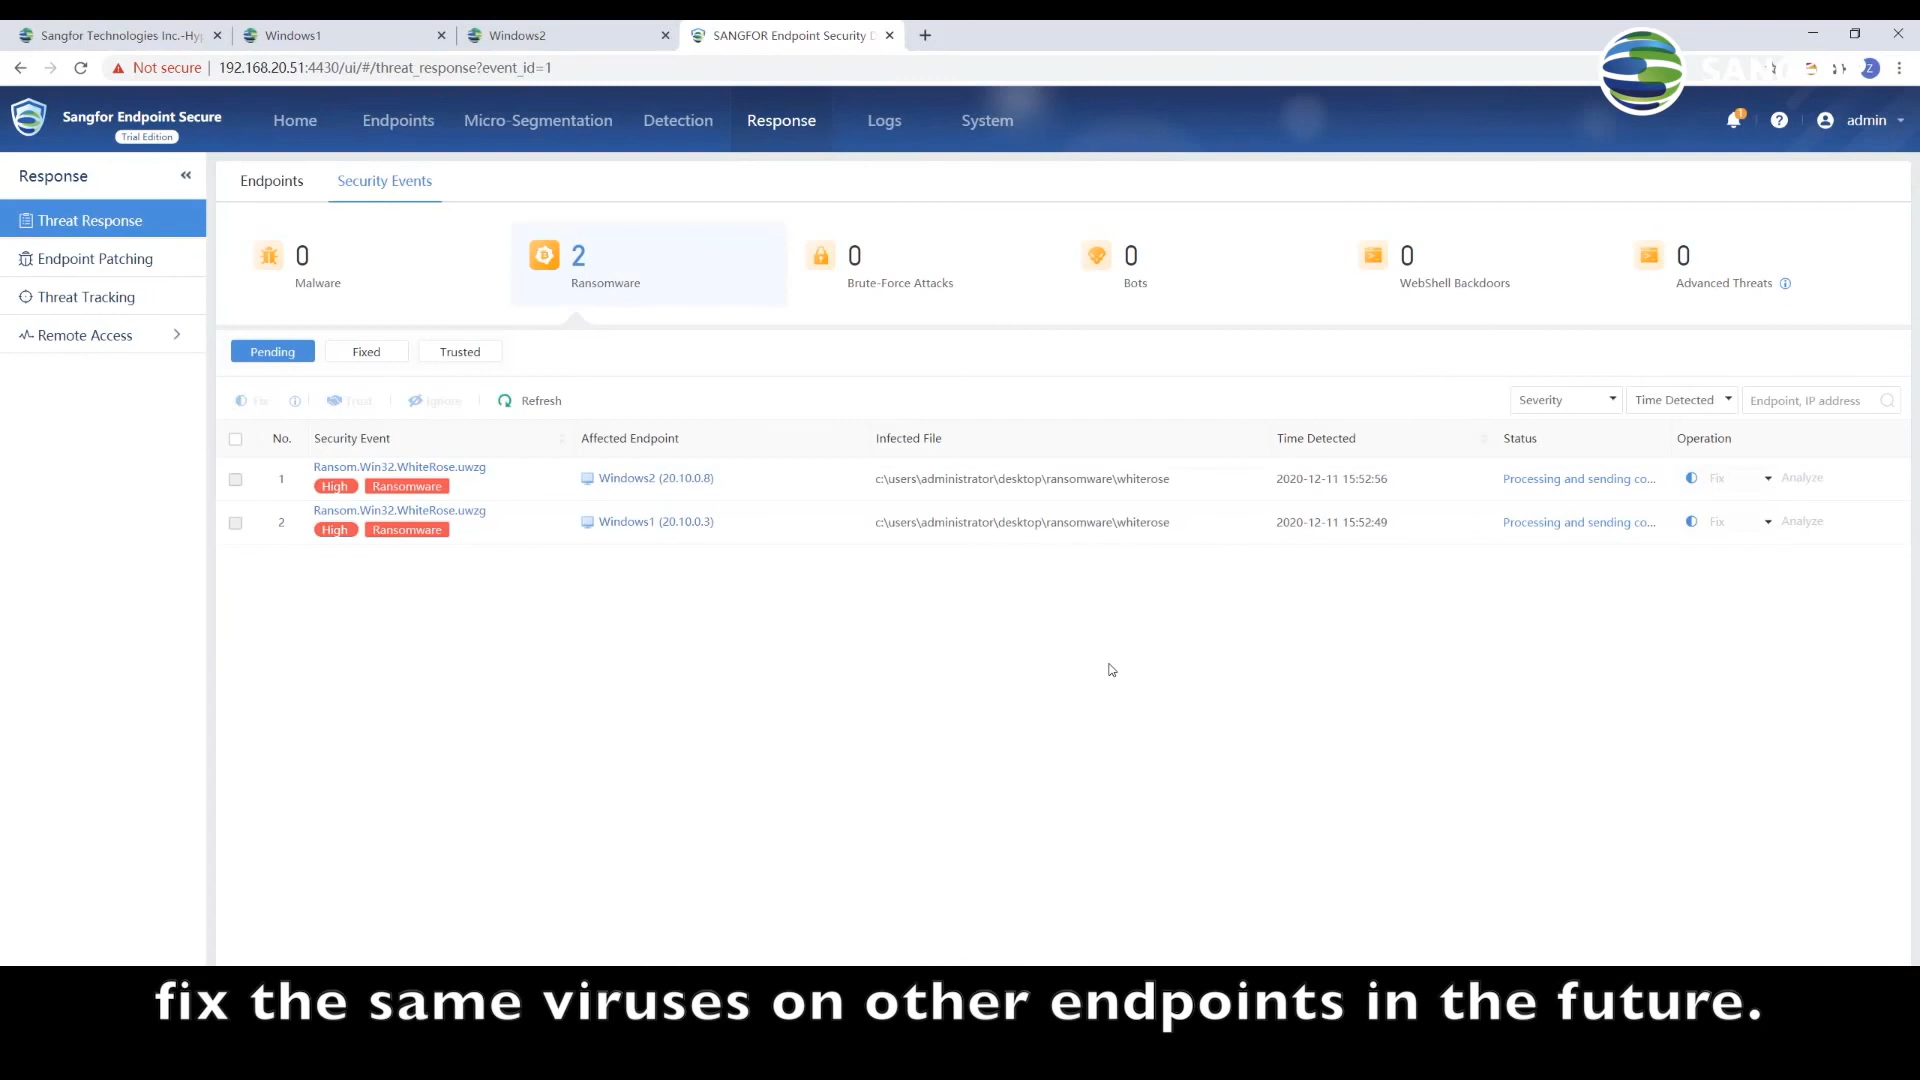 Sangfor Technologies Inc.-Hyp
Windows1
Windows2
SANGFOR Endpoint Security D
Not secure | 192.168.20.51:4430/ui/#/threat_response?event_id=1
Z
Sangfor Endpoint Secure
Trial Edition
Home Endpoints Micro-Segmentation Detection Response Logs System
1
admin
Response
Threat Response
Endpoint Patching
Threat Tracking
Remote Access
Endpoints Security Events
0 Malware
2 Ransomware
0 Brute-Force Attacks
0 Bots
0 WebShell Backdoors
0 Advanced Threats
Pending Fixed Trusted
Fix Trust Ignore Refresh
Severity Time Detected Endpoint, IP address
No. Security Event Affected Endpoint Infected File Time Detected Status Operation
Ransom.Win32.WhiteRose.uwzg
1 Windows2 (20.10.0.8) c:\users\administrator\desktop\ransomware\whiterose 2020-12-11 15:52:56 Processing and sending co... Fix Analyze
High Ransomware
Ransom.Win32.WhiteRose.uwzg
2 Windows1 (20.10.0.3) c:\users\administrator\desktop\ransomware\whiterose 2020-12-11 15:52:49 Processing and sending co... Fix Analyze
High Ransomware
fix the same viruses on other endpoints in the future.